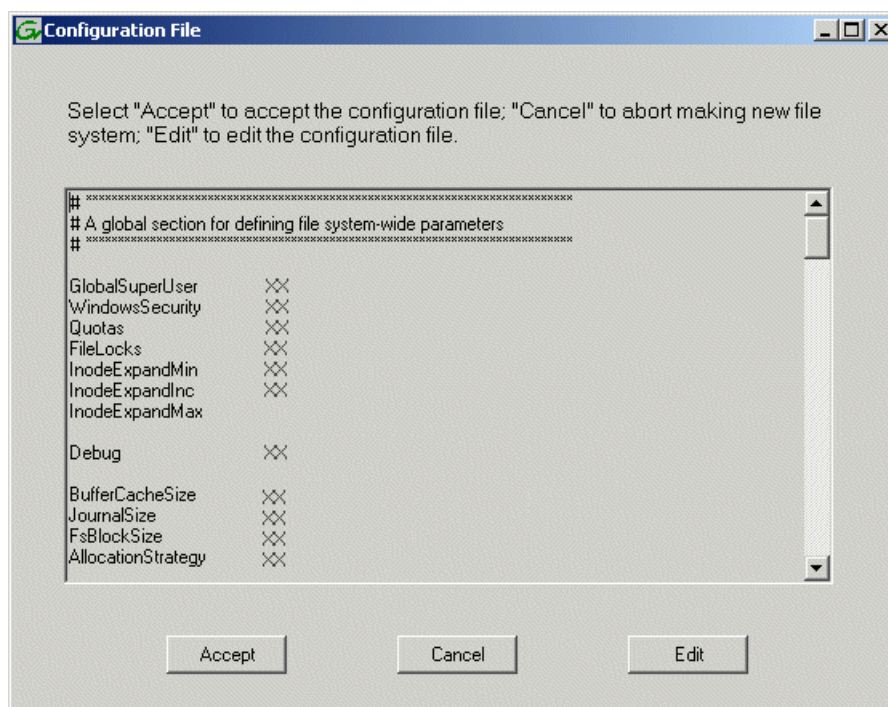 Configuration File
Select "Accept" to accept the configuration file; "Cancel" to abort making new file
system; "Edit" to edit the configuration file.
# ****************************************************************************
# A global section for defining file system-wide parameters
# ****************************************************************************
GlobalSuperUser XX
WindowsSecurity XX
Quotas XX
FileLocks XX
InodeExpandMin XX
InodeExpandInc XX
InodeExpandMax
Debug XX
BufferCacheSize XX
JournalSize XX
FsBlockSize XX
AllocationStrategy XX
Accept Cancel Edit